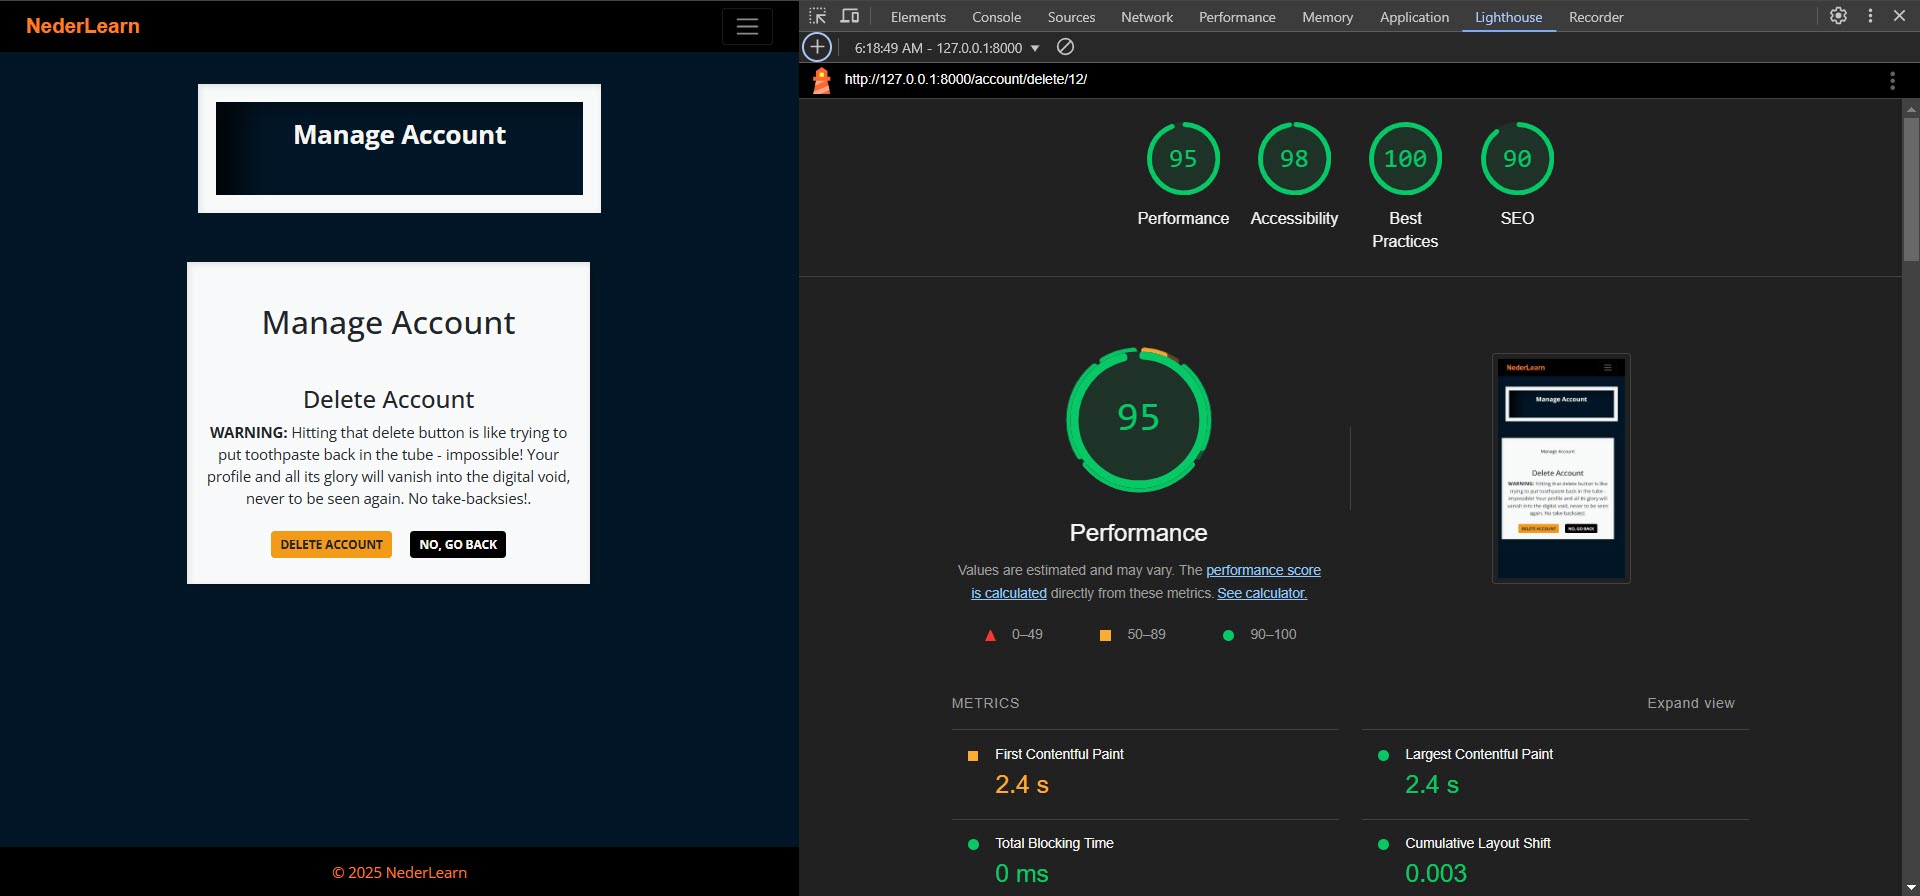 NederLearn
Manage Account
Manage Account
Delete Account
WARNING: Hitting that delete button is like trying to
put toothpaste back in the tube - impossible! Your
profile and all its glory will vanish into the digital void,
never to be seen again. No take-backsies!.
DELETE ACCOUNT NO, GO BACK
© 2025 NederLearn
Elements Console Sources Network Performance Memory Application Lighthouse Recorder
6:18:49 AM - 127.0.0.1:8000
http://127.0.0.1:8000/account/delete/12/
95 98 100 90
Performance Accessibility Best Practices SEO
95
Performance
Values are estimated and may vary. The performance score
is calculated directly from these metrics. See calculator.
0–49 50–89 90–100
NederLearn
Manage Account
Manage Account
Delete Account
WARNING: Hitting that delete button is like
trying to put toothpaste back in the tube -
impossible! Your profile and all its glory will
vanish into the digital void, never to be seen
again. No take-backsies!.
DELETE ACCOUNT NO, GO BACK
METRICS Expand view
First Contentful Paint
2.4 s
Largest Contentful Paint
2.4 s
Total Blocking Time
0 ms
Cumulative Layout Shift
0.003